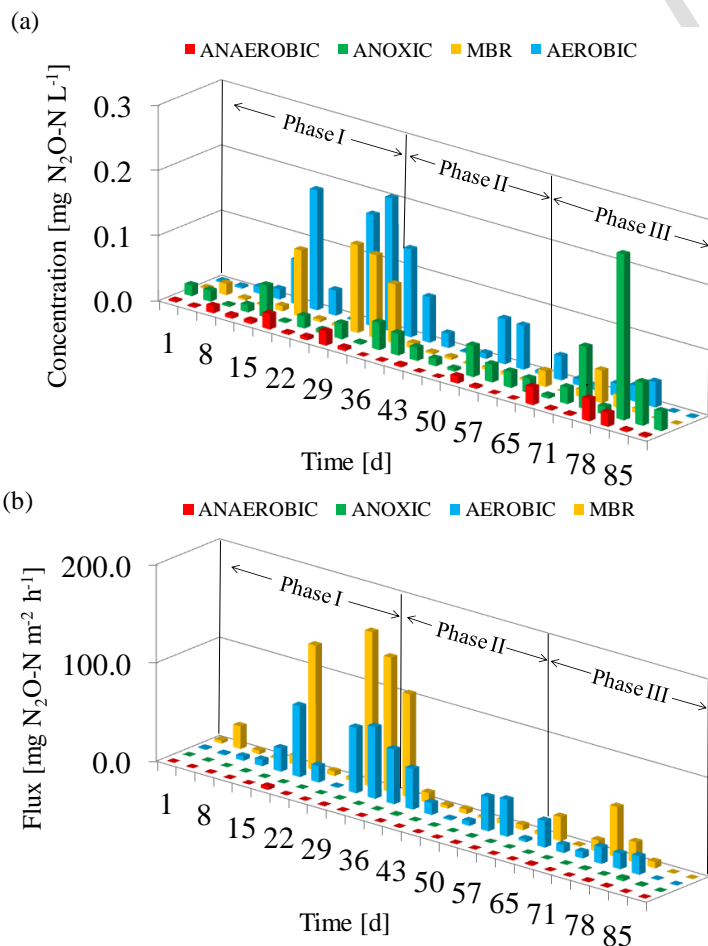 (a)
ANAEROBIC ANOXIC MBR AEROBIC
0.3
0.2
0.1
0.0
Concentration [mg N₂O-N L⁻¹]
Phase I
Phase II
Phase III
1 8 15 22 29 36 43 50 57 65 71 78 85
Time [d]
(b)
ANAEROBIC ANOXIC AEROBIC MBR
200.0
100.0
0.0
Flux [mg N₂O-N m⁻² h⁻¹]
Phase I
Phase II
Phase III
1 8 15 22 29 36 43 50 57 65 71 78 85
Time [d]